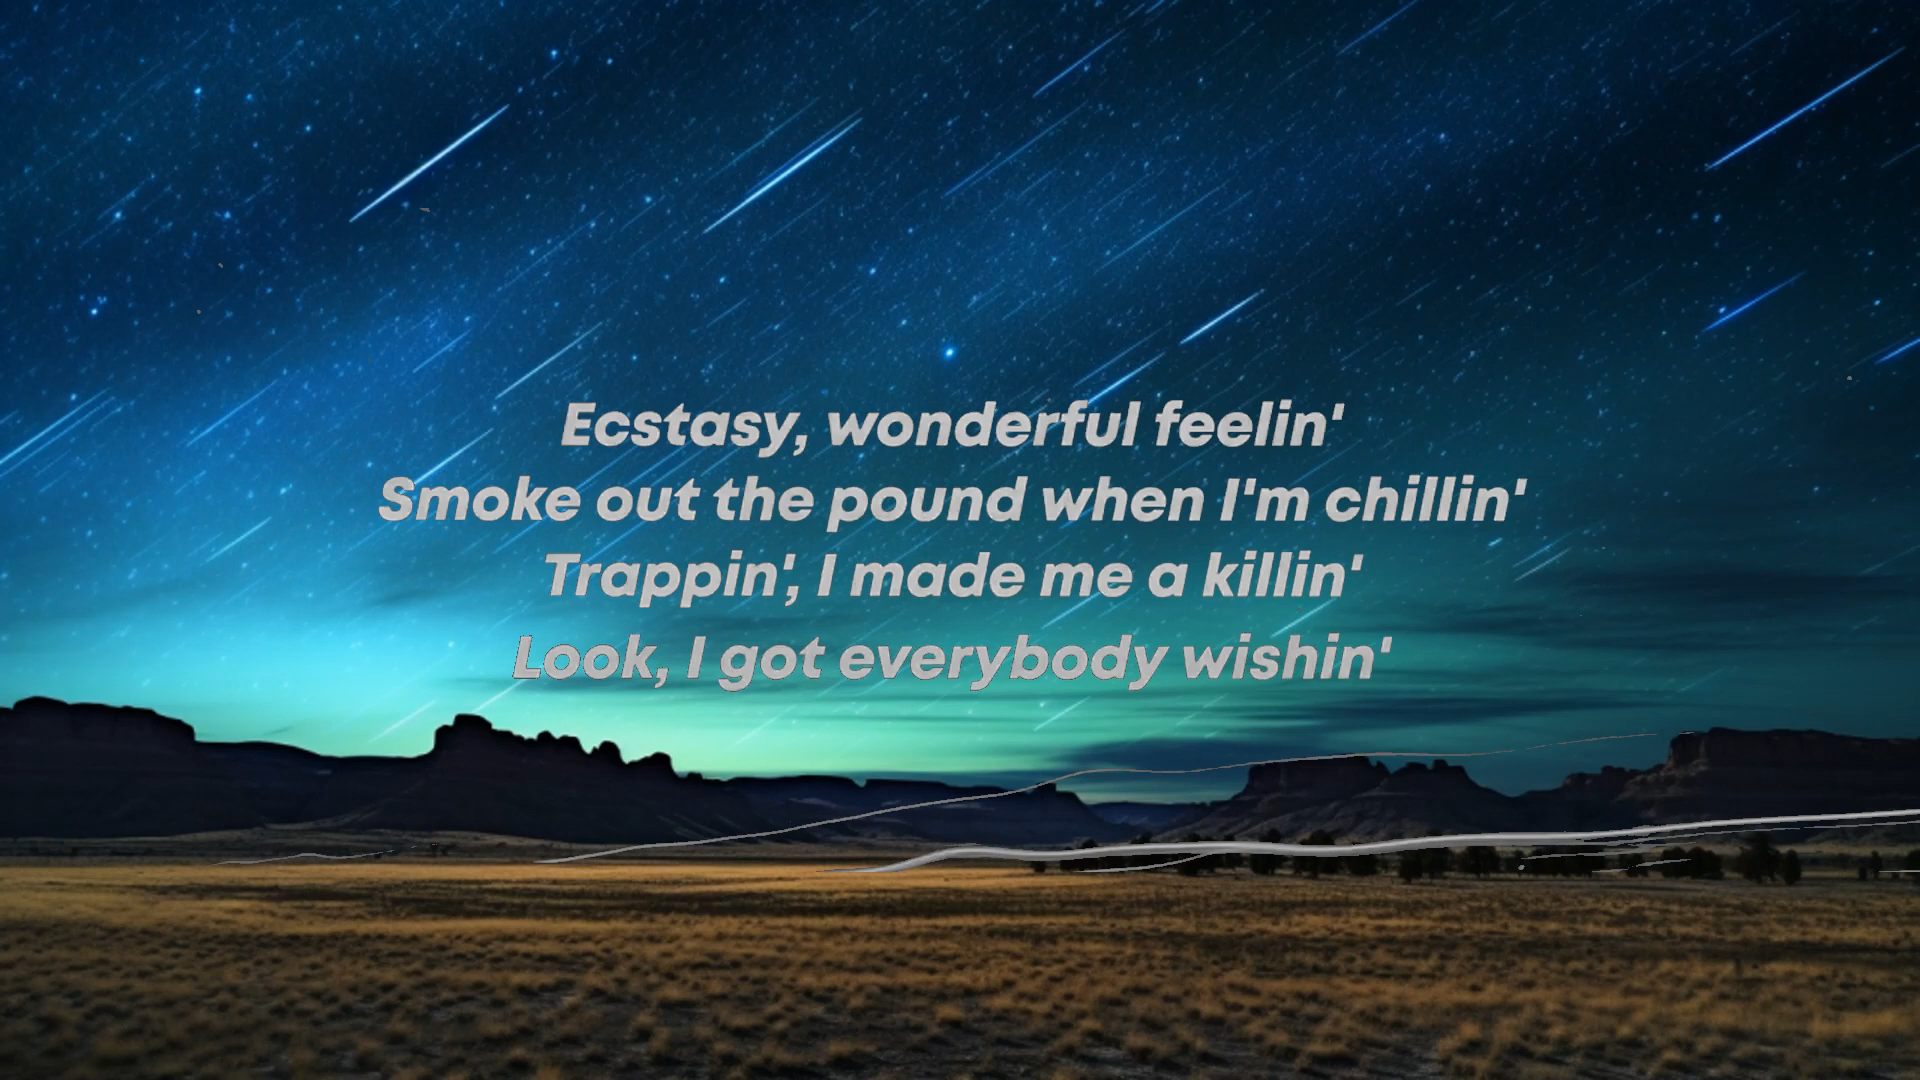 Ecstasy, wonderful feelin'
Smoke out the pound when I'm chillin'
Trappin', I made me a killin'
Look, I got everybody wishin'